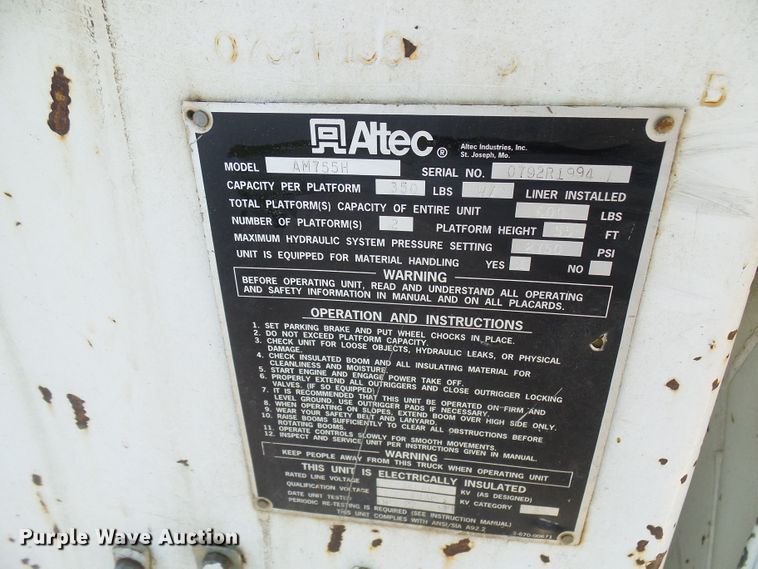 Altec ®
Altec Industries, Inc.
St. Joseph, Mo.
MODEL AM755H SERIAL NO. 0792R1994
CAPACITY PER PLATFORM 350 LBS W/ LINER INSTALLED
TOTAL PLATFORM(S) CAPACITY OF ENTIRE UNIT LBS
NUMBER OF PLATFORM(S) 2 PLATFORM HEIGHT FT
MAXIMUM HYDRAULIC SYSTEM PRESSURE SETTING PSI
UNIT IS EQUIPPED FOR MATERIAL HANDLING YES NO
WARNING
BEFORE OPERATING UNIT, READ AND UNDERSTAND ALL OPERATING
AND SAFETY INFORMATION IN MANUAL AND ON ALL PLACARDS.
OPERATION AND INSTRUCTIONS
1. SET PARKING BRAKE AND PUT WHEEL CHOCKS IN PLACE.
2. DO NOT EXCEED PLATFORM CAPACITY.
3. CHECK UNIT FOR LOOSE OBJECTS, HYDRAULIC LEAKS, OR PHYSICAL
DAMAGE.
4. CHECK INSULATED BOOM AND ALL INSULATING MATERIAL FOR
CLEANLINESS AND MOISTURE.
5. START ENGINE AND ENGAGE POWER TAKE OFF.
6. PROPERLY EXTEND ALL OUTRIGGERS AND CLOSE OUTRIGGER LOCKING
VALVES. (IF SO EQUIPPED)
7. IT IS RECOMMENDED THAT THIS UNIT BE OPERATED ON FIRM AND
LEVEL GROUND. USE OUTRIGGER PADS IF NECESSARY.
8. WHEN OPERATING ON SLOPES, EXTEND BOOM OVER HIGH SIDE ONLY.
9. WEAR YOUR SAFETY BELT AND LANYARD.
10. RAISE BOOMS SUFFICIENTLY TO CLEAR ALL OBSTRUCTIONS BEFORE
ROTATING BOOMS.
11. OPERATE CONTROLS SLOWLY FOR SMOOTH MOVEMENTS.
12. INSPECT AND SERVICE UNIT PER INSTRUCTIONS GIVEN IN MANUAL.
WARNING
KEEP PEOPLE AWAY FROM THIS TRUCK WHEN OPERATING UNIT
THIS UNIT IS ELECTRICALLY INSULATED
RATED LINE VOLTAGE KV (AS DESIGNED)
QUALIFICATION VOLTAGE KV CATEGORY
DATE UNIT TESTED
PERIODIC RE-TESTING IS REQUIRED (SEE INSTRUCTION MANUAL)
THIS UNIT COMPLIES WITH ANSI/SIA A92.2
Purple Wave Auction